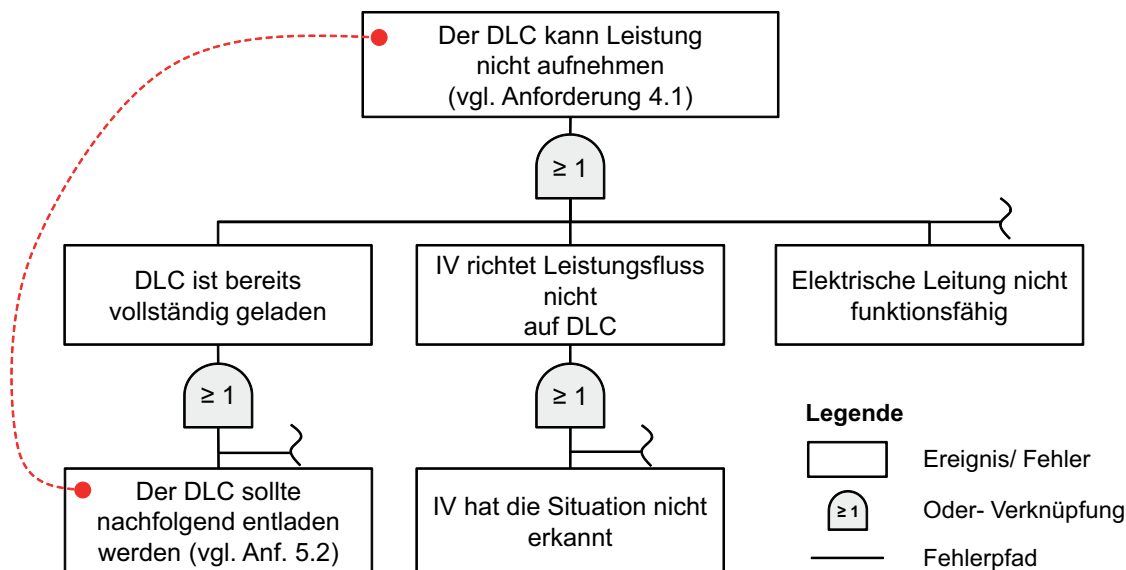 Der DLC kann Leistung
nicht aufnehmen
(vgl. Anforderung 4.1)
≥ 1
DLC ist bereits
vollständig geladen
IV richtet Leistungsfluss
nicht
auf DLC
Elektrische Leitung nicht
funktionsfähig
≥ 1
≥ 1
Der DLC sollte
nachfolgend entladen
werden (vgl. Anf. 5.2)
IV hat die Situation nicht
erkannt
Legende
Ereignis/ Fehler
≥ 1
Oder- Verknüpfung
Fehlerpfad